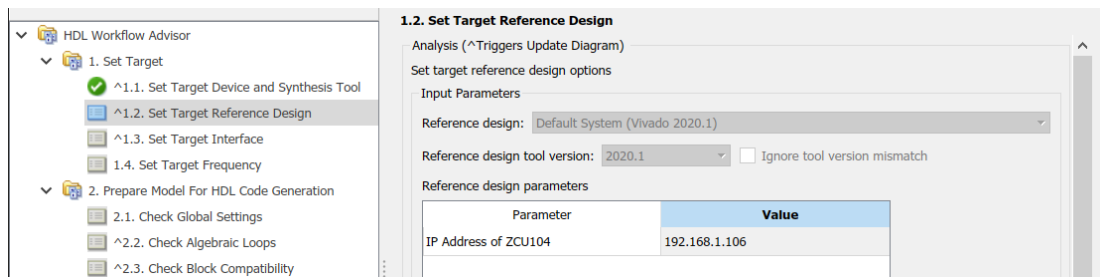 HDL Workflow Advisor
1. Set Target
^1.1. Set Target Device and Synthesis Tool
^1.2. Set Target Reference Design
^1.3. Set Target Interface
1.4. Set Target Frequency
2. Prepare Model For HDL Code Generation
2.1. Check Global Settings
^2.2. Check Algebraic Loops
^2.3. Check Block Compatibility
1.2. Set Target Reference Design
Analysis (^Triggers Update Diagram)
Set target reference design options
Input Parameters
Reference design: Default System (Vivado 2020.1)
Reference design tool version: 2020.1 Ignore tool version mismatch
Reference design parameters
Parameter Value
IP Address of ZCU104 192.168.1.106